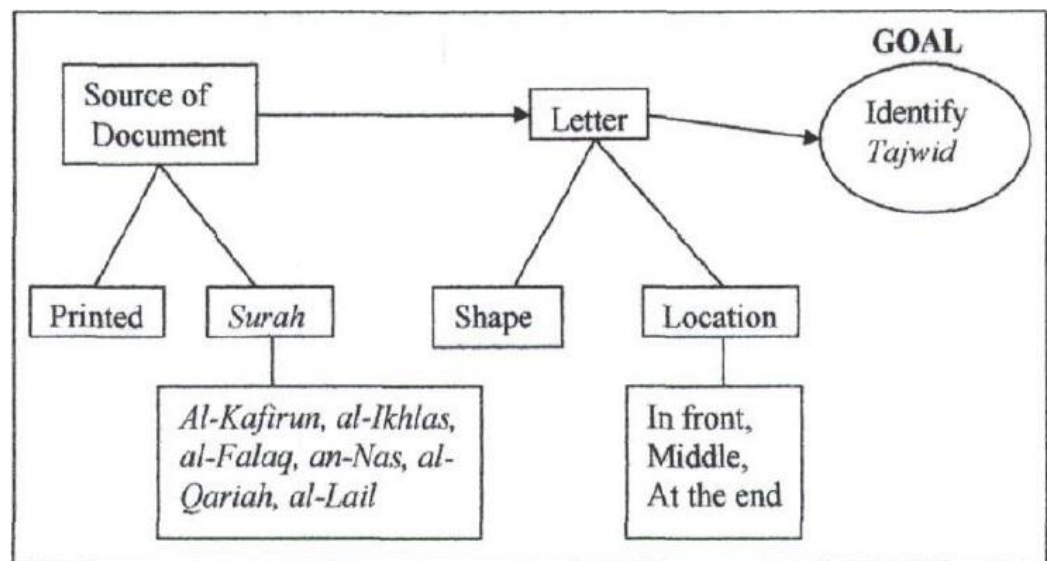 GOAL
Source of
Document
Letter
Identify
Tajwid
Printed
Surah
Shape
Location
Al-Kafirun, al-Ikhlas,
al-Falaq, an-Nas, al-
Qariah, al-Lail
In front,
Middle,
At the end